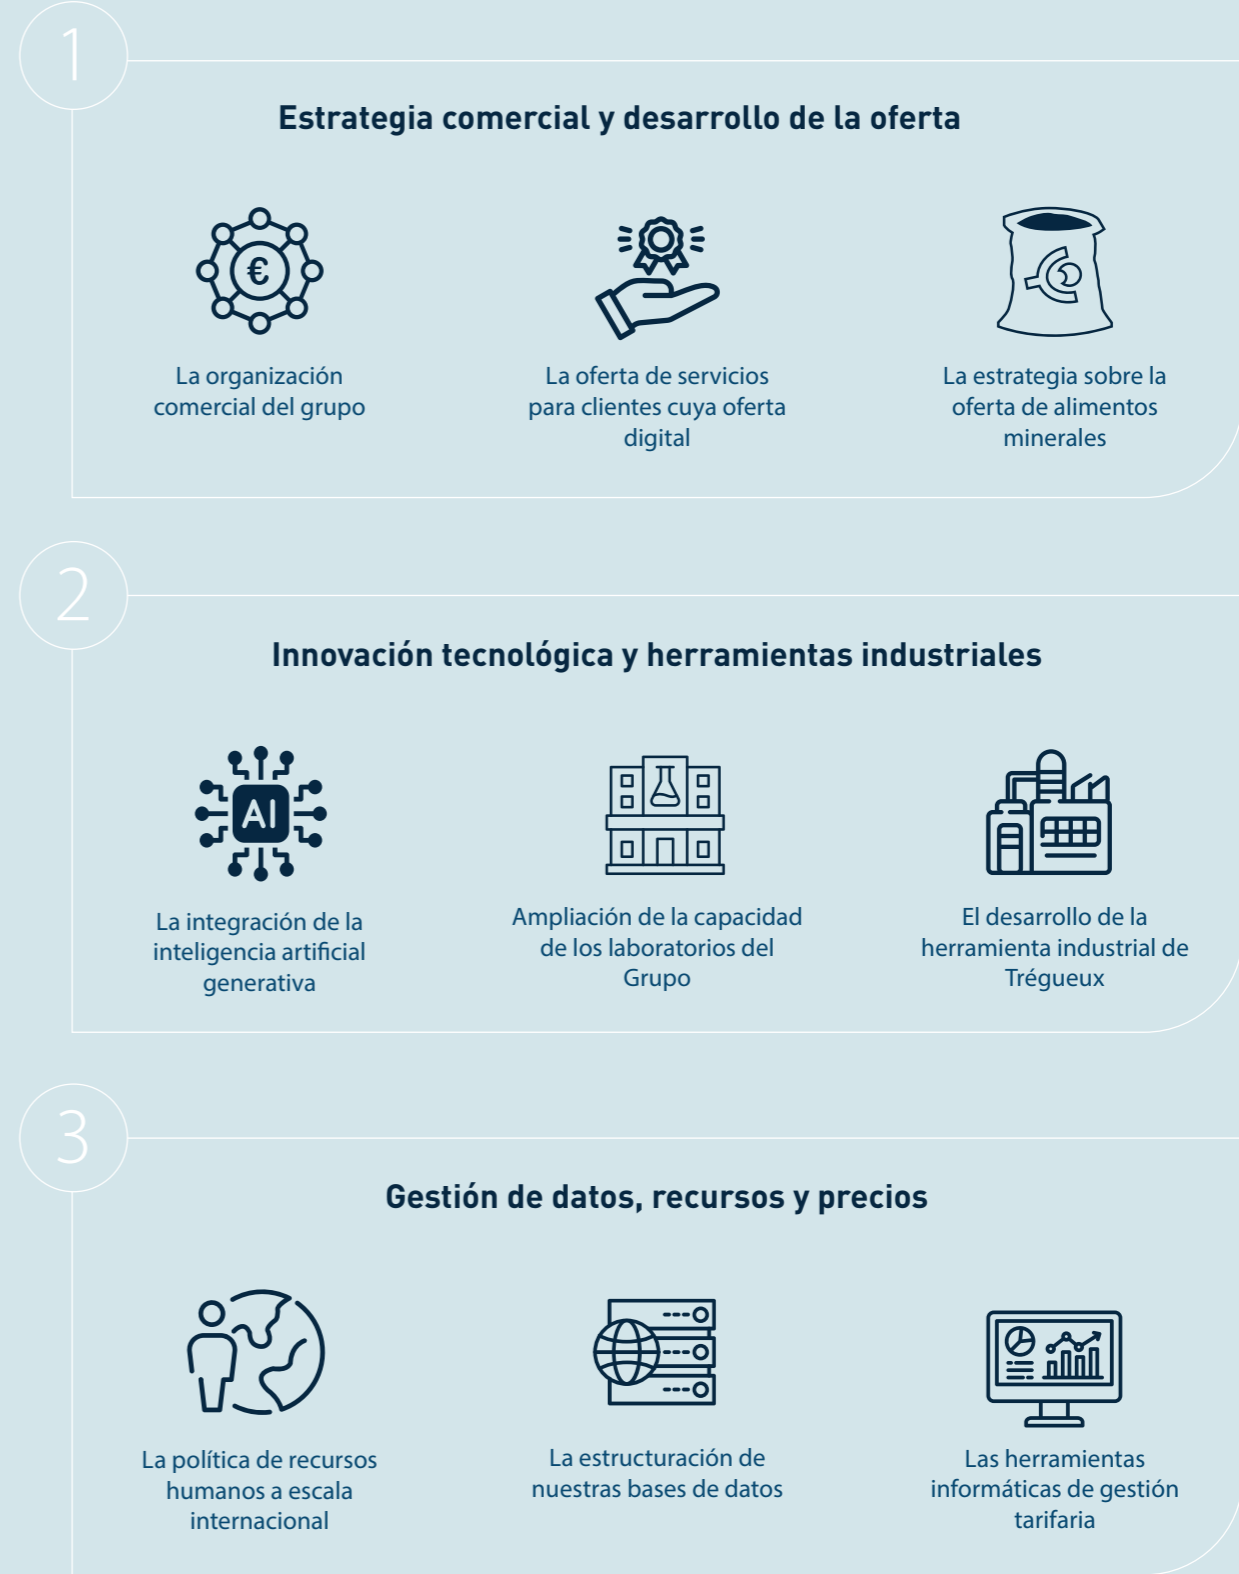 1
Estrategia comercial y desarrollo de la oferta
€
La organización
comercial del grupo
La oferta de servicios
para clientes cuya oferta
digital
La estrategia sobre la
oferta de alimentos
minerales
2
Innovación tecnológica y herramientas industriales
AI
La integración de la
inteligencia artificial
generativa
Ampliación de la capacidad
de los laboratorios del
Grupo
El desarrollo de la
herramienta industrial de
Trégueux
3
Gestión de datos, recursos y precios
La política de recursos
humanos a escala
internacional
La estructuración de
nuestras bases de datos
Las herramientas
informáticas de gestión
tarifaria